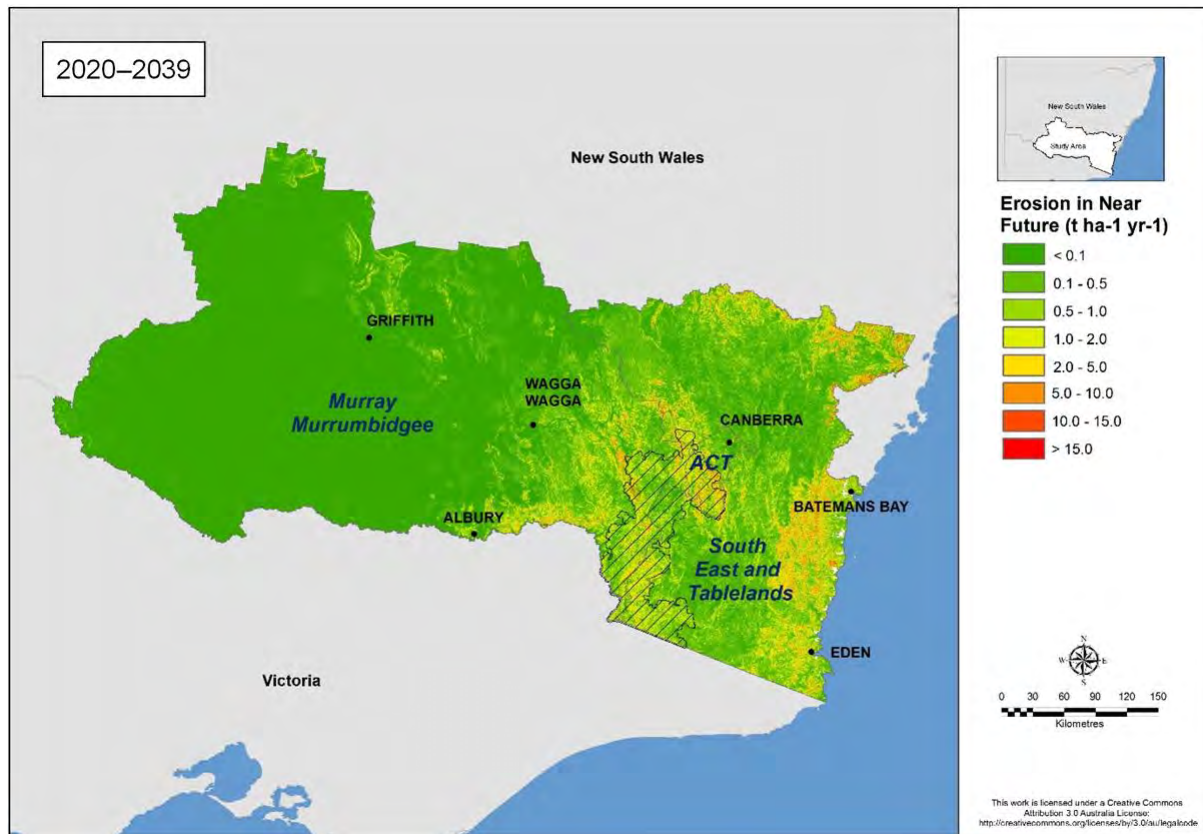 2020–2039
New South Wales
GRIFFITH
Murray
Murrumbidgee
WAGGA
WAGGA
CANBERRA
ACT
BATEMANS BAY
ALBURY
South
East and
Tablelands
EDEN
Victoria
New South Wales
Study Area
Erosion in Near
Future (t ha-1 yr-1)
< 0.1
0.1 - 0.5
0.5 - 1.0
1.0 - 2.0
2.0 - 5.0
5.0 - 10.0
10.0 - 15.0
> 15.0
N
W E
S
0 30 60 90 120 150
Kilometres
This work is licensed under a Creative Commons
Attribution 3.0 Australia License:
http://creativecommons.org/licenses/by/3.0/au/legalcode